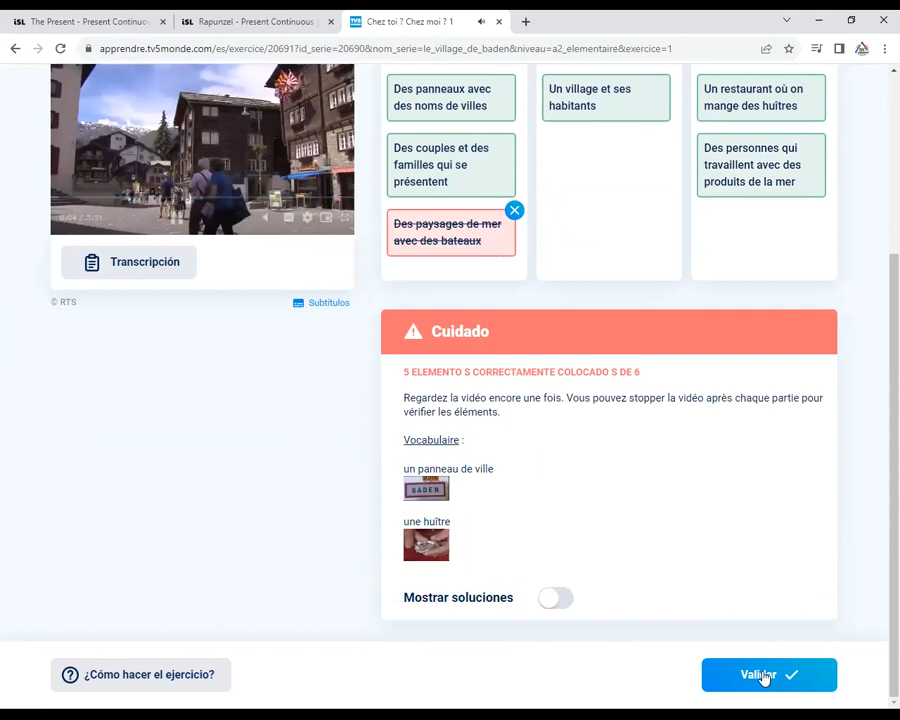 iSL The Present - Present Continuo
iSL Rapunzel - Present Continuous
Chez toi ? Chez moi ? 1
apprendre.tv5monde.com/es/exercice/20691?id_serie=20690&nom_serie=le_village_de_baden&niveau=a2_elementaire&exercice=1
Des panneaux avec
des noms de villes
Un village et ses
habitants
Un restaurant où on
mange des huîtres
Des couples et des
familles qui se
présentent
Des personnes qui
travaillent avec des
produits de la mer
Des paysages de mer
avec des bateaux
Transcripción
© RTS
Subtítulos
Cuidado
5 ELEMENTO S CORRECTAMENTE COLOCADO S DE 6
Regardez la vidéo encore une fois. Vous pouvez stopper la vidéo après chaque partie pour
vérifier les éléments.
Vocabulaire :
un panneau de ville
BADEN
une huître
Mostrar soluciones
¿Cómo hacer el ejercicio?
Validar